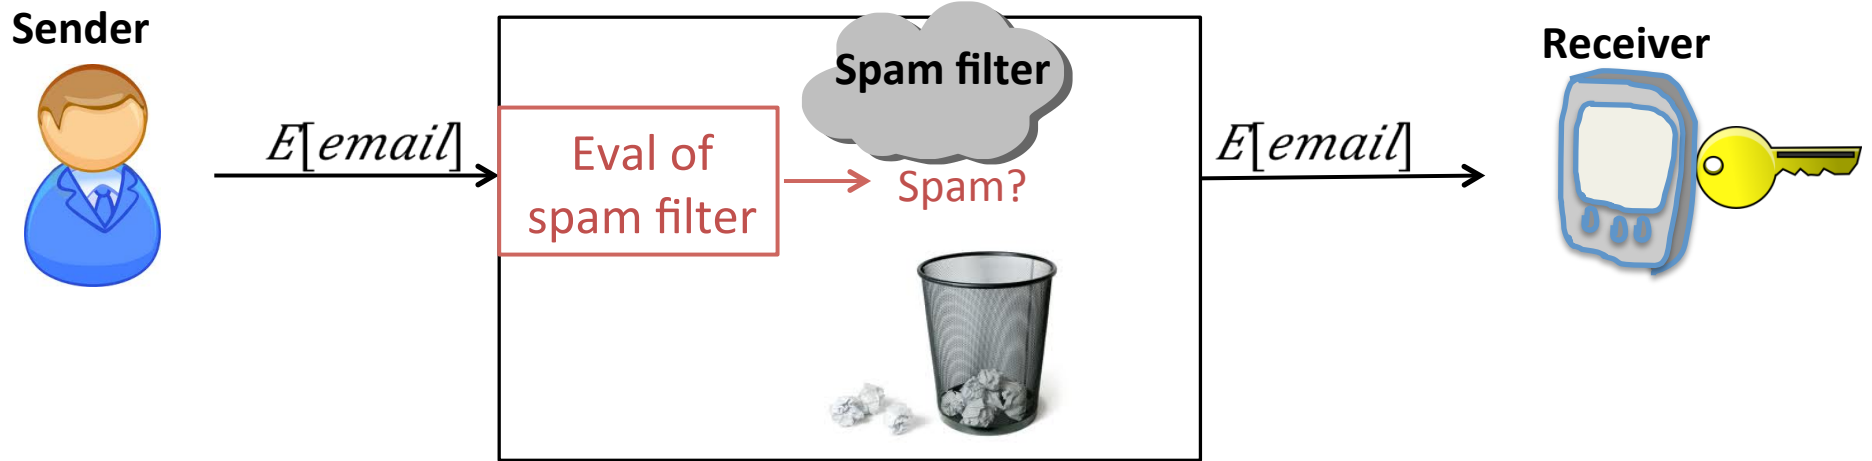 Sender
E[email]
Eval of
spam filter
Spam filter
Spam?
E[email]
Receiver